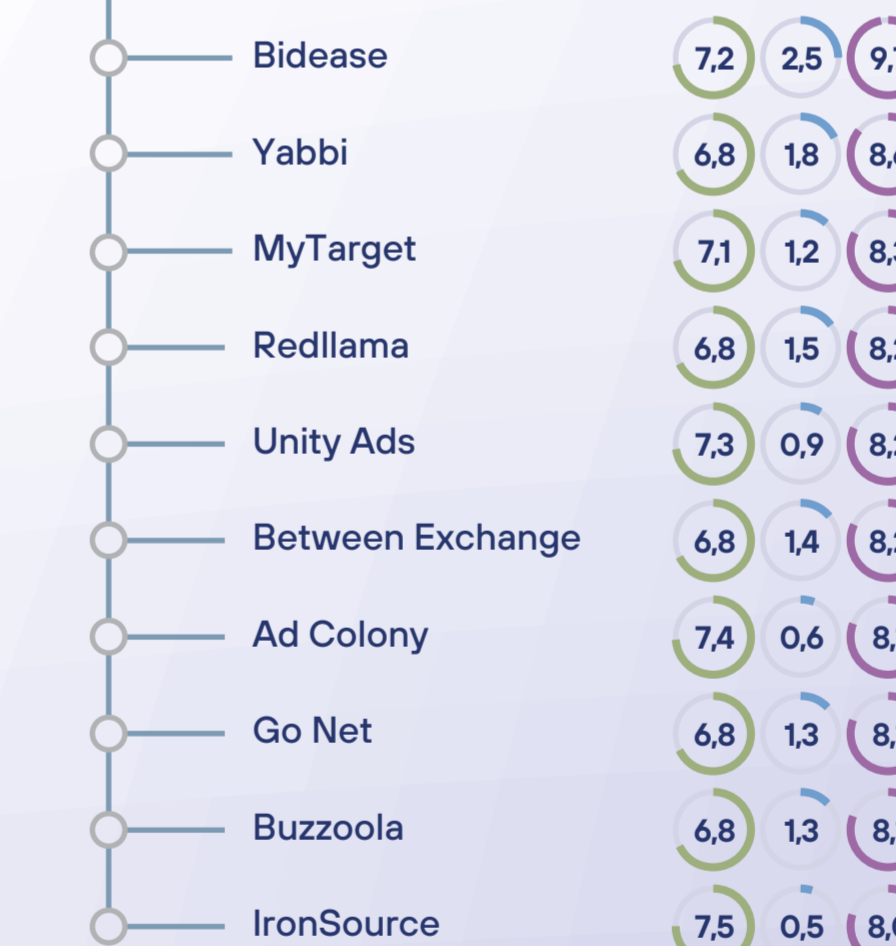 Bidease 7,2 2,5
Yabbi 6,8 1,8
MyTarget 7,1 1,2
Redllama 6,8 1,5
Unity Ads 7,3 0,9
Between Exchange 6,8 1,4
Ad Colony 7,4 0,6
Go Net 6,8 1,3
Buzzoola 6,8 1,3
IronSource 7,5 0,5